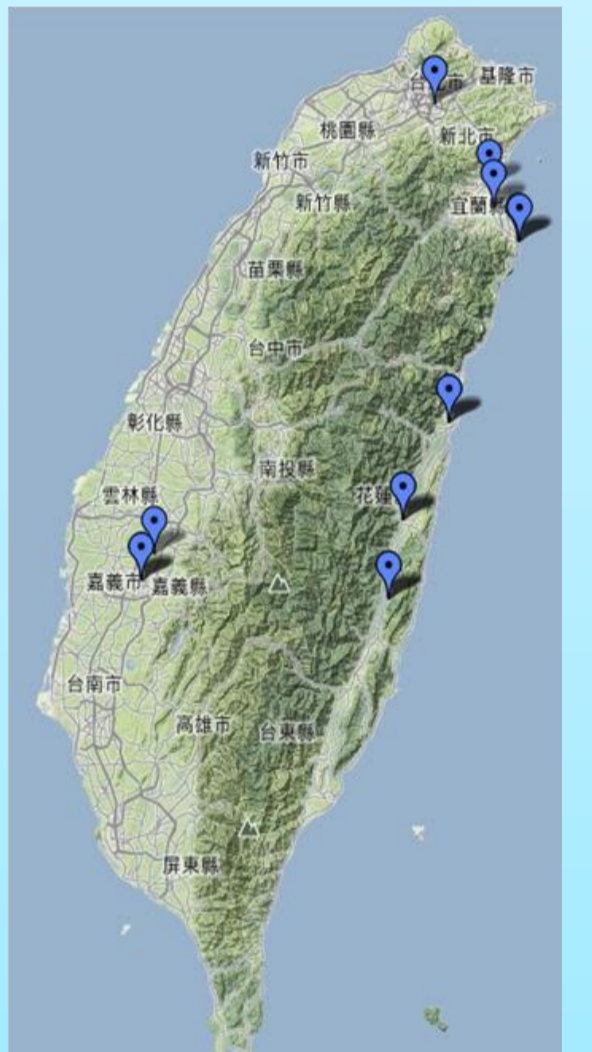 基隆市
台北市
桃園縣
新北市
新竹市
新竹縣
宜蘭縣
苗栗縣
台中市
彰化縣
南投縣
雲林縣
花蓮
嘉義市
嘉義縣
台南市
高雄市
台東縣
屏東縣